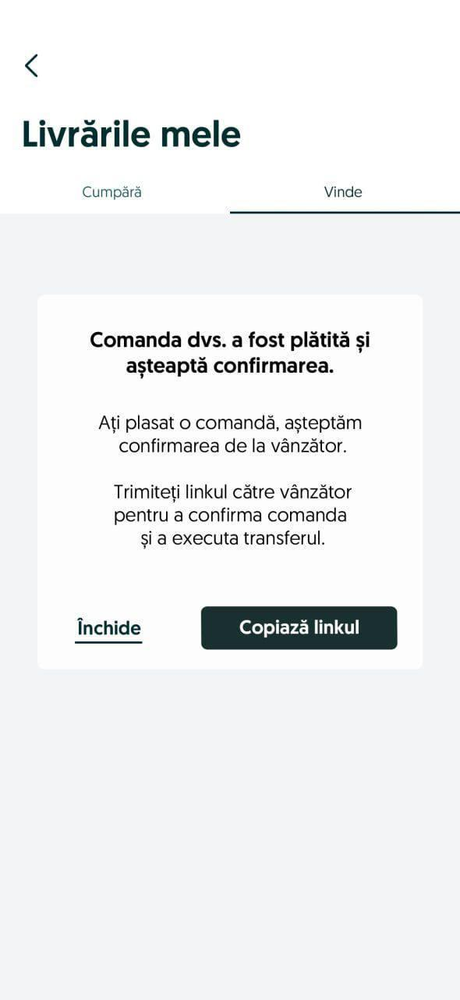 Livrările mele
Cumpără
Vinde
Comanda dvs. a fost plătită și
așteaptă confirmarea.
Ați plasat o comandă, așteptăm
confirmarea de la vânzător.
Trimiteți linkul către vânzător
pentru a confirma comanda
și a executa transferul.
Închide
Copiază linkul